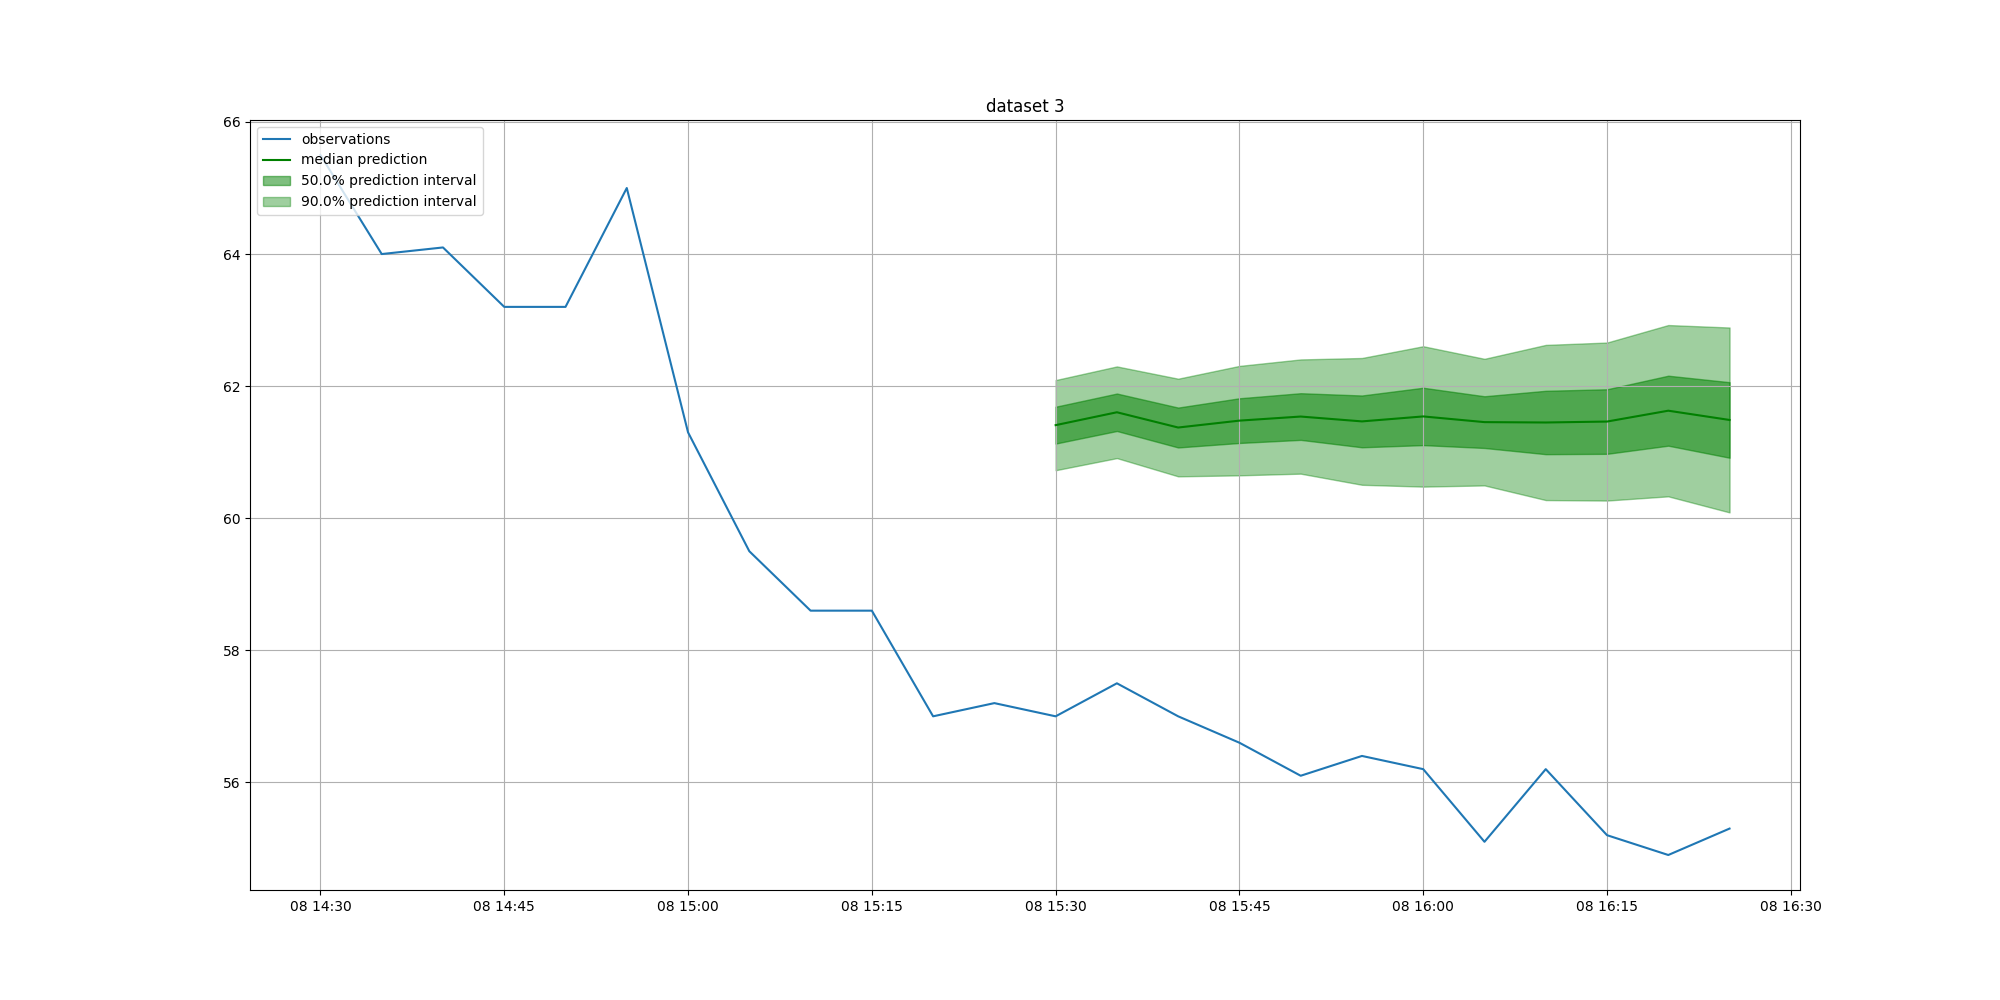 dataset 3
66
observations
median prediction
50.0% prediction interval
90.0% prediction interval
64
62
60
58
56
08 14:30 08 14:45 08 15:00 08 15:15 08 15:30 08 15:45 08 16:00 08 16:15 08 16:30